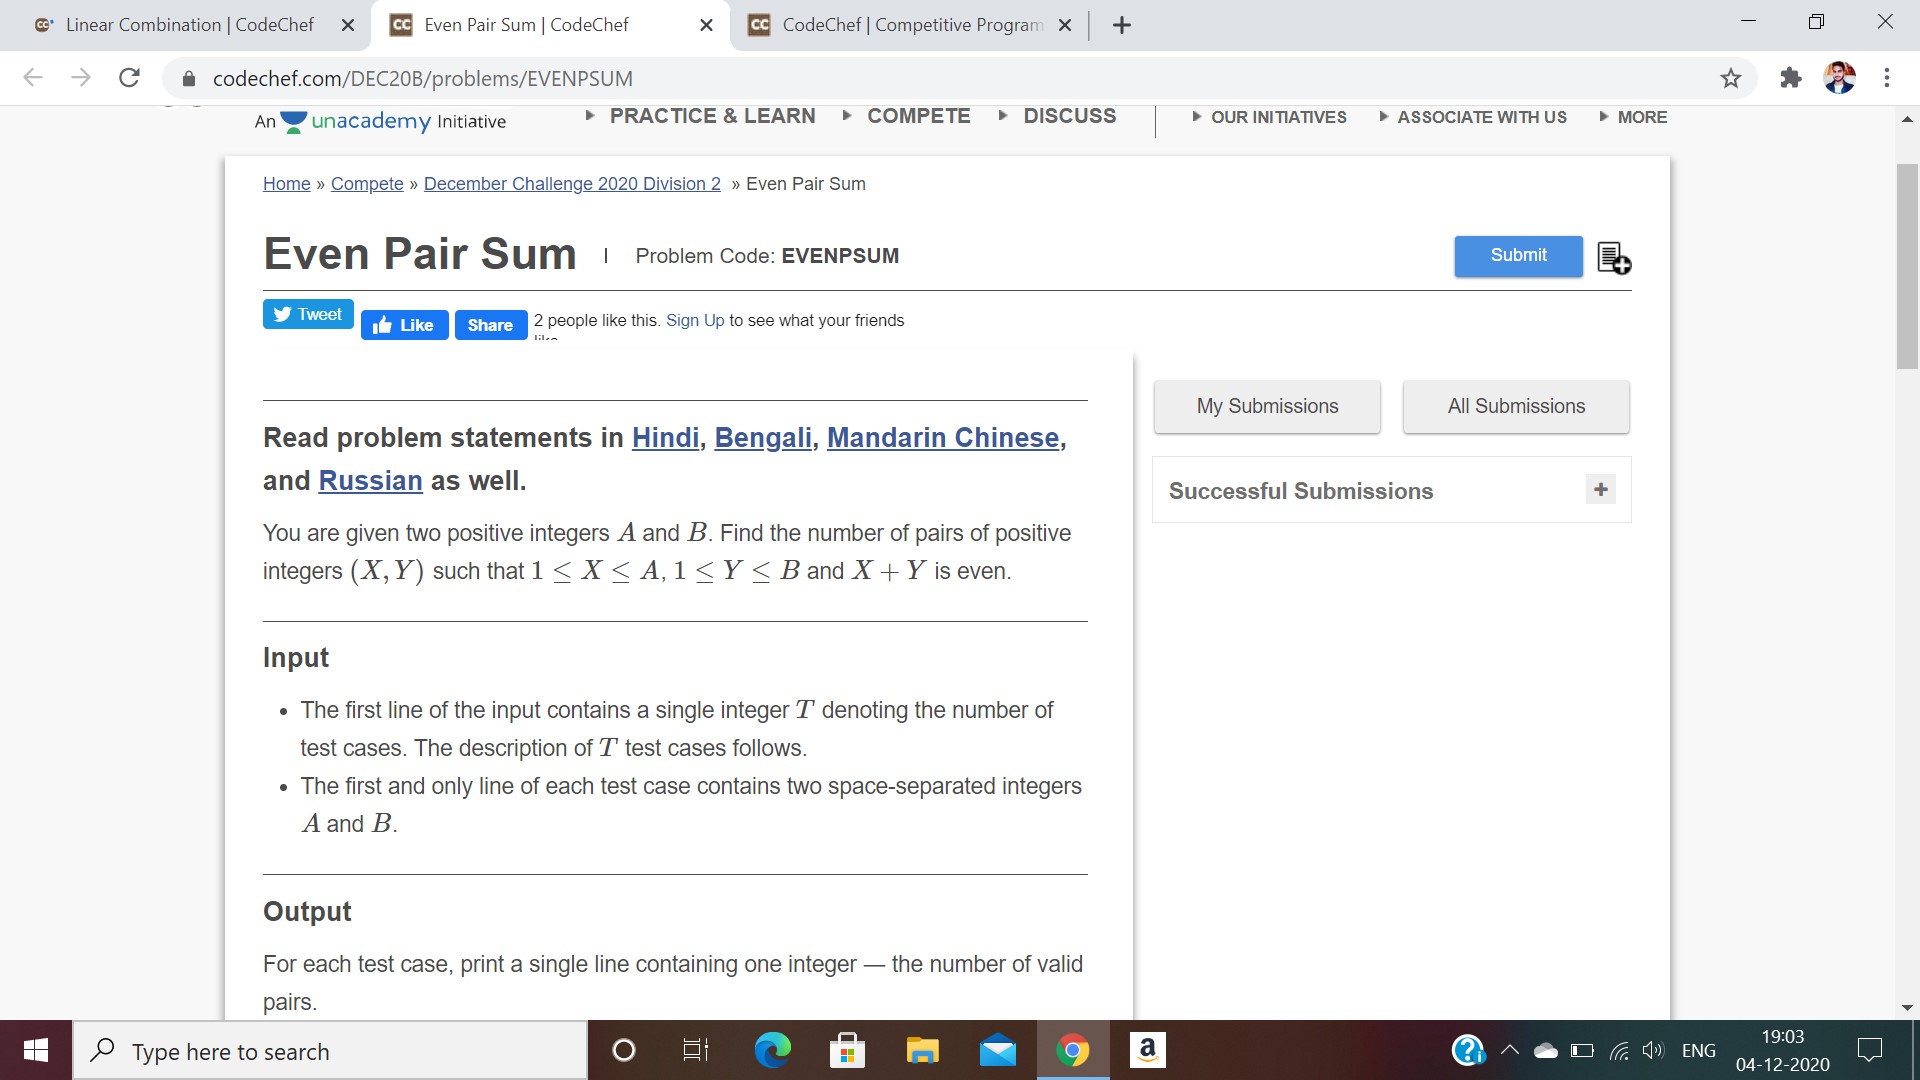 Linear Combination | CodeChef
Even Pair Sum | CodeChef
CodeChef | Competitive Program
codechef.com/DEC20B/problems/EVENPSUM
An unacademy Initiative
PRACTICE & LEARN
COMPETE
DISCUSS
OUR INITIATIVES
ASSOCIATE WITH US
MORE
Home » Compete » December Challenge 2020 Division 2 » Even Pair Sum
Even Pair Sum | Problem Code: EVENPSUM
Submit
Tweet
Like
Share
2 people like this. Sign Up to see what your friends
like.
My Submissions
All Submissions
Successful Submissions
+
Read problem statements in Hindi, Bengali, Mandarin Chinese,
and Russian as well.
You are given two positive integers A and B. Find the number of pairs of positive
integers (X, Y) such that 1 ≤ X ≤ A, 1 ≤ Y ≤ B and X + Y is even.
Input
• The first line of the input contains a single integer T denoting the number of
test cases. The description of T test cases follows.
• The first and only line of each test case contains two space-separated integers
A and B.
Output
For each test case, print a single line containing one integer — the number of valid
pairs.
Type here to search
a
ENG
19:03
04-12-2020